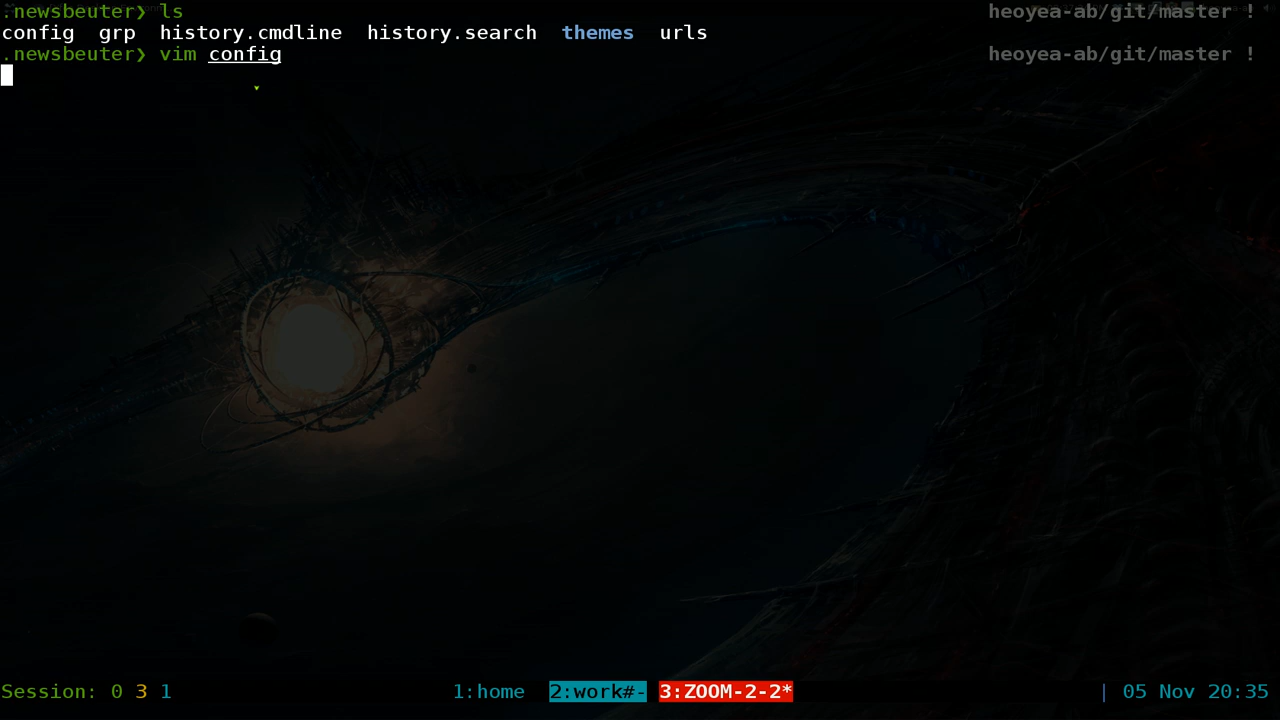 .newsbeuter❯ ls heoyea-ab/git/master !
config grp history.cmdline history.search themes urls
.newsbeuter❯ vim config heoyea-ab/git/master !
Session: 0 3 1 1:home 2:work#- 3:ZOOM-2-2* | 05 Nov 20:35